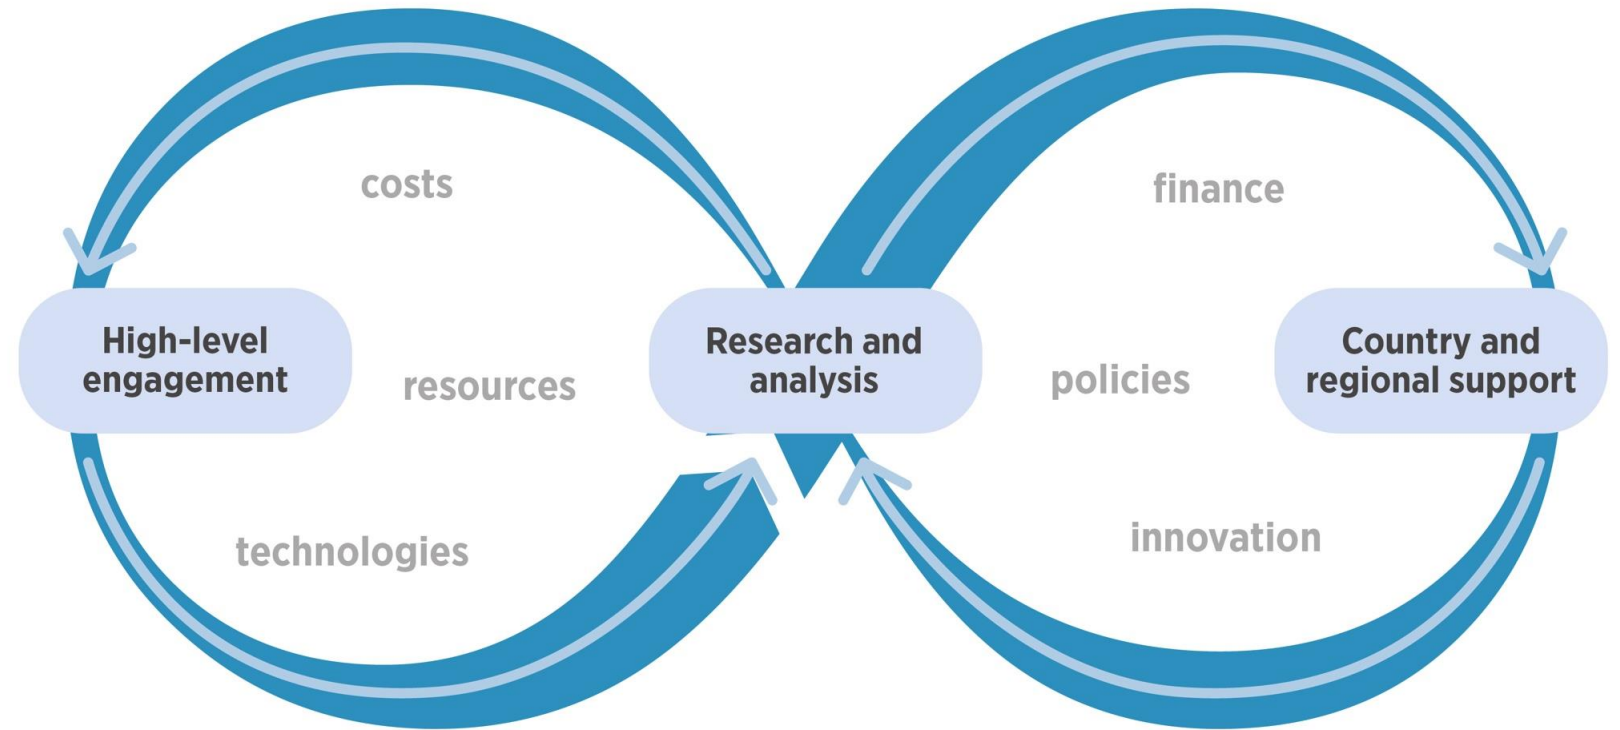 costs
finance
High-level
engagement
resources
Research and
analysis
policies
Country and
regional support
technologies
innovation